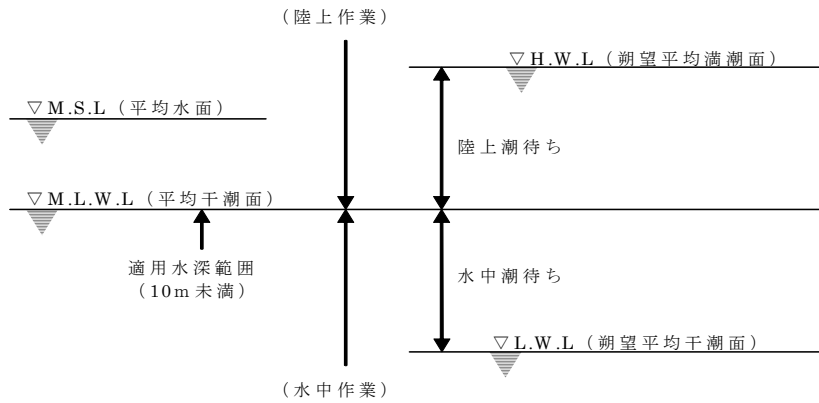 (陸上作業)
▽H.W.L(朔望平均満潮面)
▽M.S.L(平均水面)
陸上潮待ち
▽M.L.W.L(平均干潮面)
適用水深範囲
(10m未満)
水中潮待ち
▽L.W.L(朔望平均干潮面)
(水中作業)